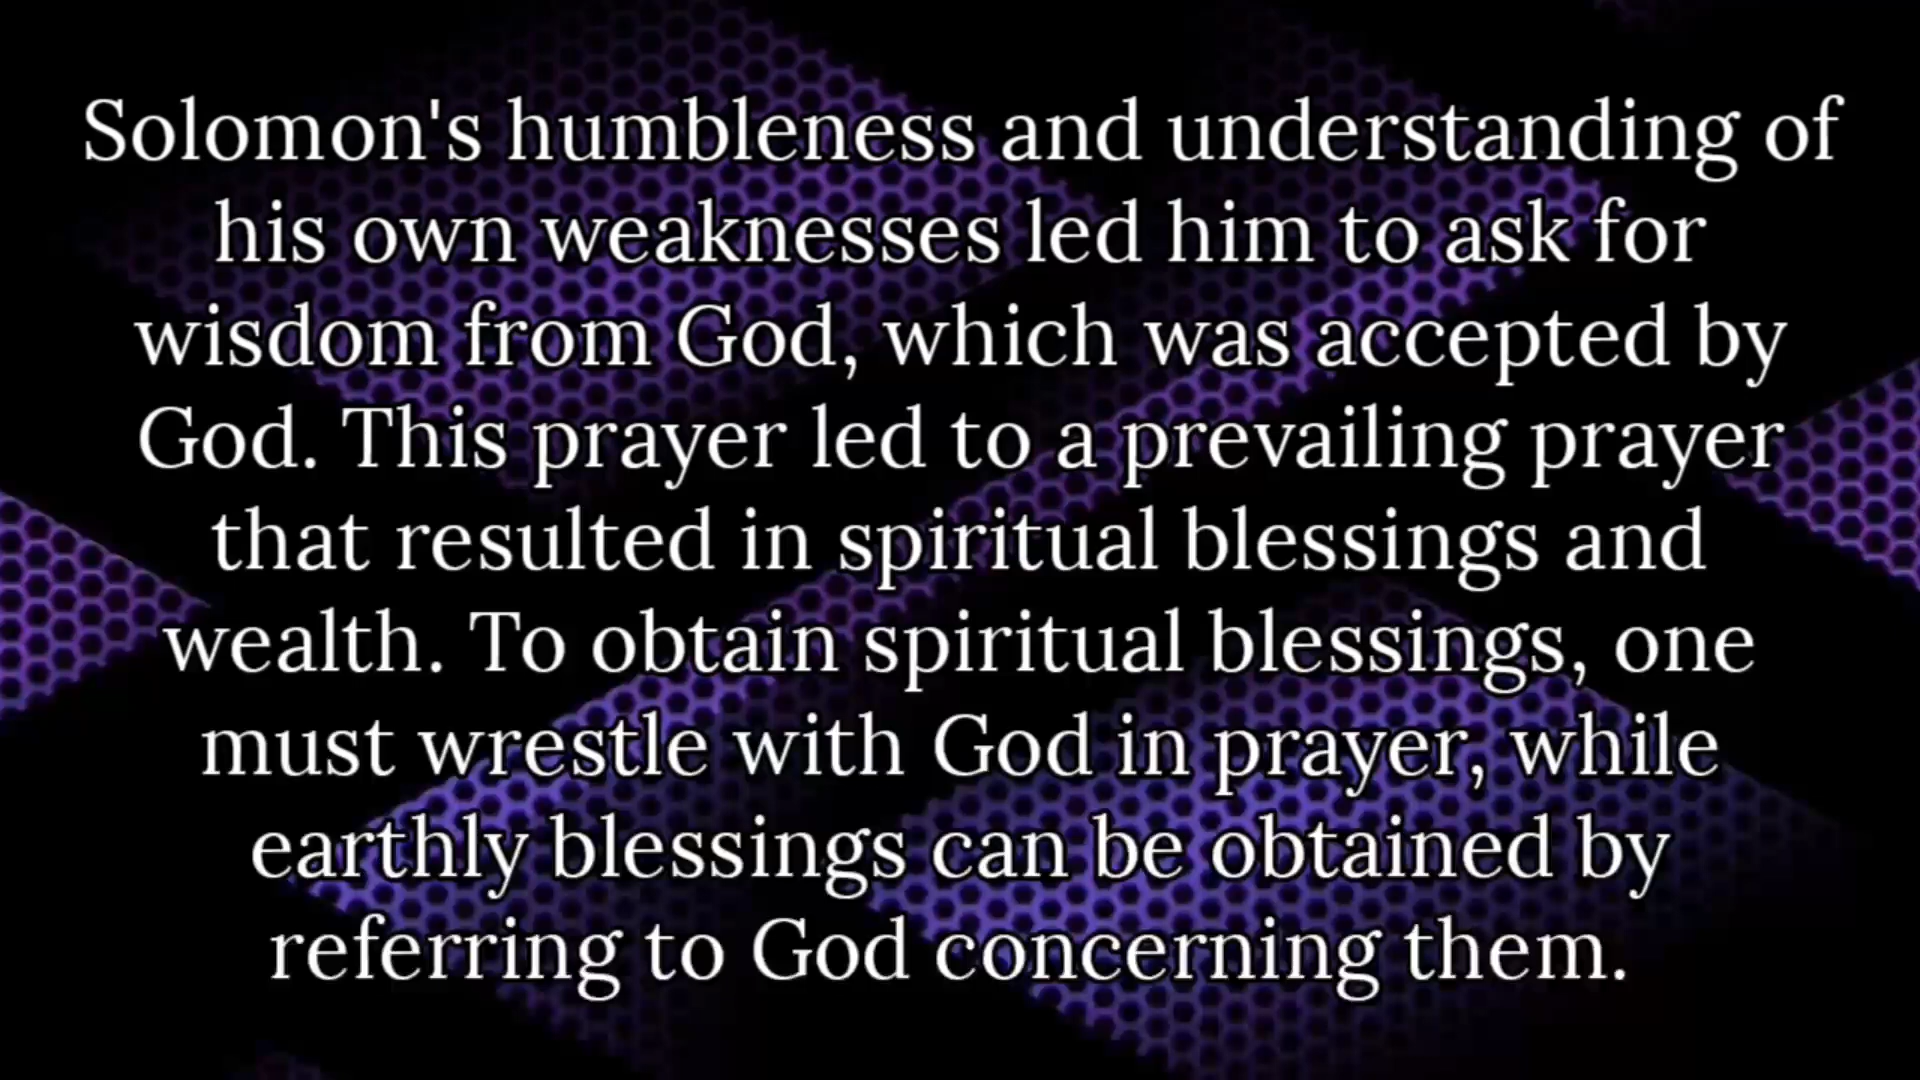 Solomon's humbleness and understanding of
his own weaknesses led him to ask for
wisdom from God, which was accepted by
God. This prayer led to a prevailing prayer
that resulted in spiritual blessings and
wealth. To obtain spiritual blessings, one
must wrestle with God in prayer, while
earthly blessings can be obtained by
referring to God concerning them.